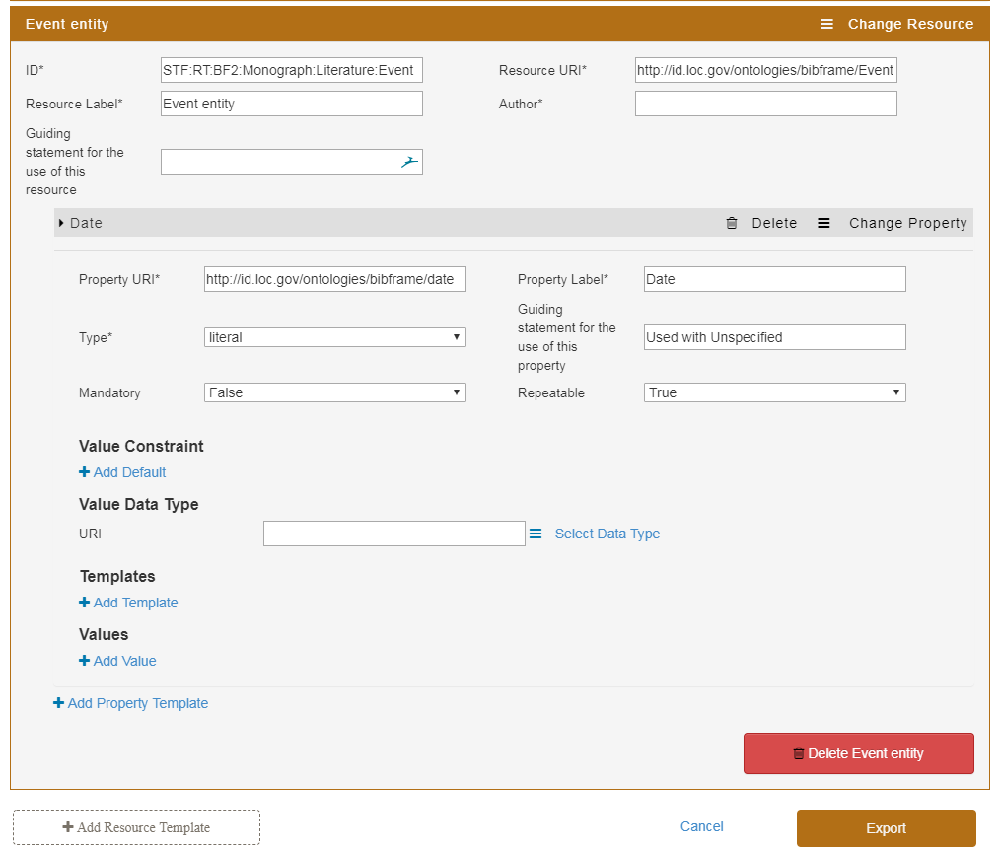 Event entity Change Resource
ID* STF:RT:BF2:Monograph:Literature:Event Resource URI* http://id.loc.gov/ontologies/bibframe/Event
Resource Label* Event entity Author*
Guiding
statement for the
use of this
resource
Date Delete Change Property
Property URI* http://id.loc.gov/ontologies/bibframe/date Property Label* Date
Type* literal
Guiding
statement for the
use of this
property
Used with Unspecified
Mandatory False Repeatable True
Value Constraint
Add Default
Value Data Type
URI Select Data Type
Templates
Add Template
Values
Add Value
Add Property Template
Delete Event entity
Add Resource Template Cancel Export